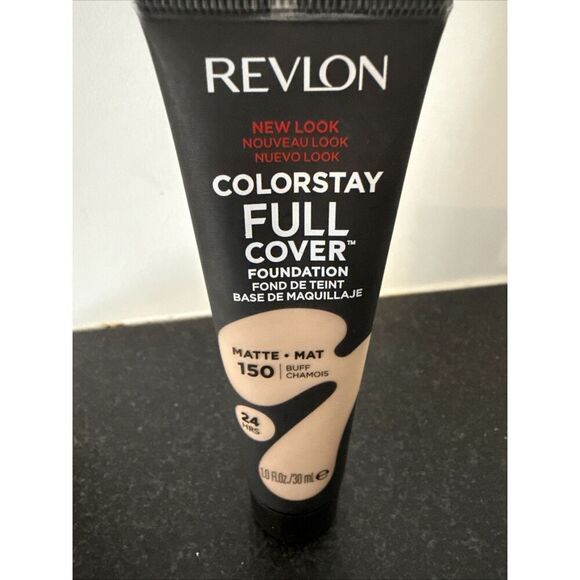 REVLON
NEW LOOK
NOUVEAU LOOK
NUEVO LOOK
COLORSTAY
FULL
COVER™
FOUNDATION
FOND DE TEINT
BASE DE MAQUILLAJE
MATTE • MAT
150 | BUFF
CHAMOIS
24
HRS
1.0 Fl.Oz./30 mL ℮